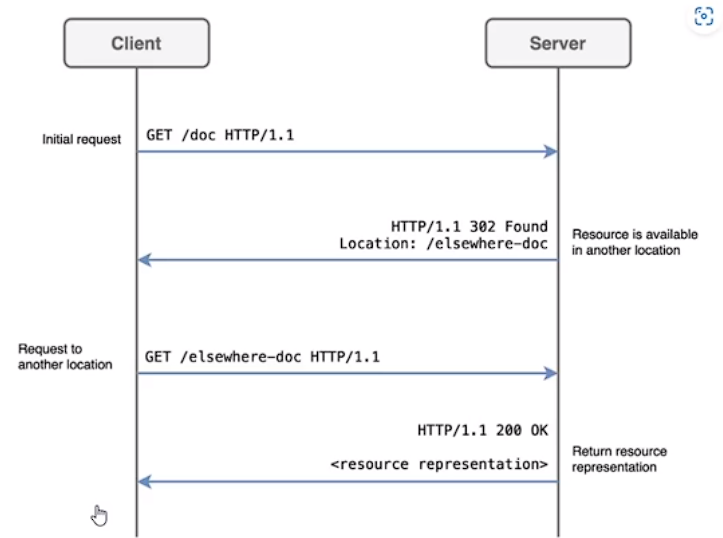 Client
Server
Initial request
GET /doc HTTP/1.1
HTTP/1.1 302 Found
Location: /elsewhere-doc
Resource is available
in another location
Request to
another location
GET /elsewhere-doc HTTP/1.1
HTTP/1.1 200 OK
<resource representation>
Return resource
representation